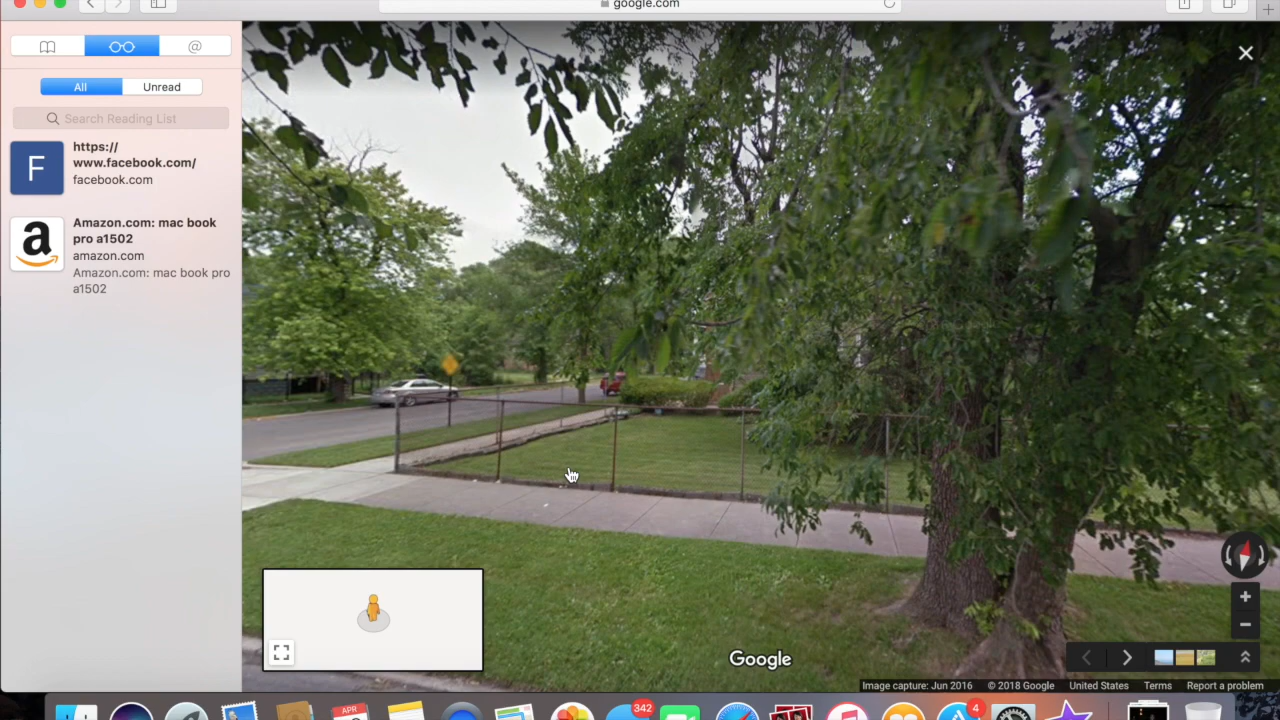 google.com
@
All
Unread
Search Reading List
F
https://
www.facebook.com/
facebook.com
a
Amazon.com: mac book
pro a1502
amazon.com
Amazon.com: mac book pro
a1502
Google
Image capture: Jun 2016 © 2018 Google United States Terms Report a problem
APR
342
4